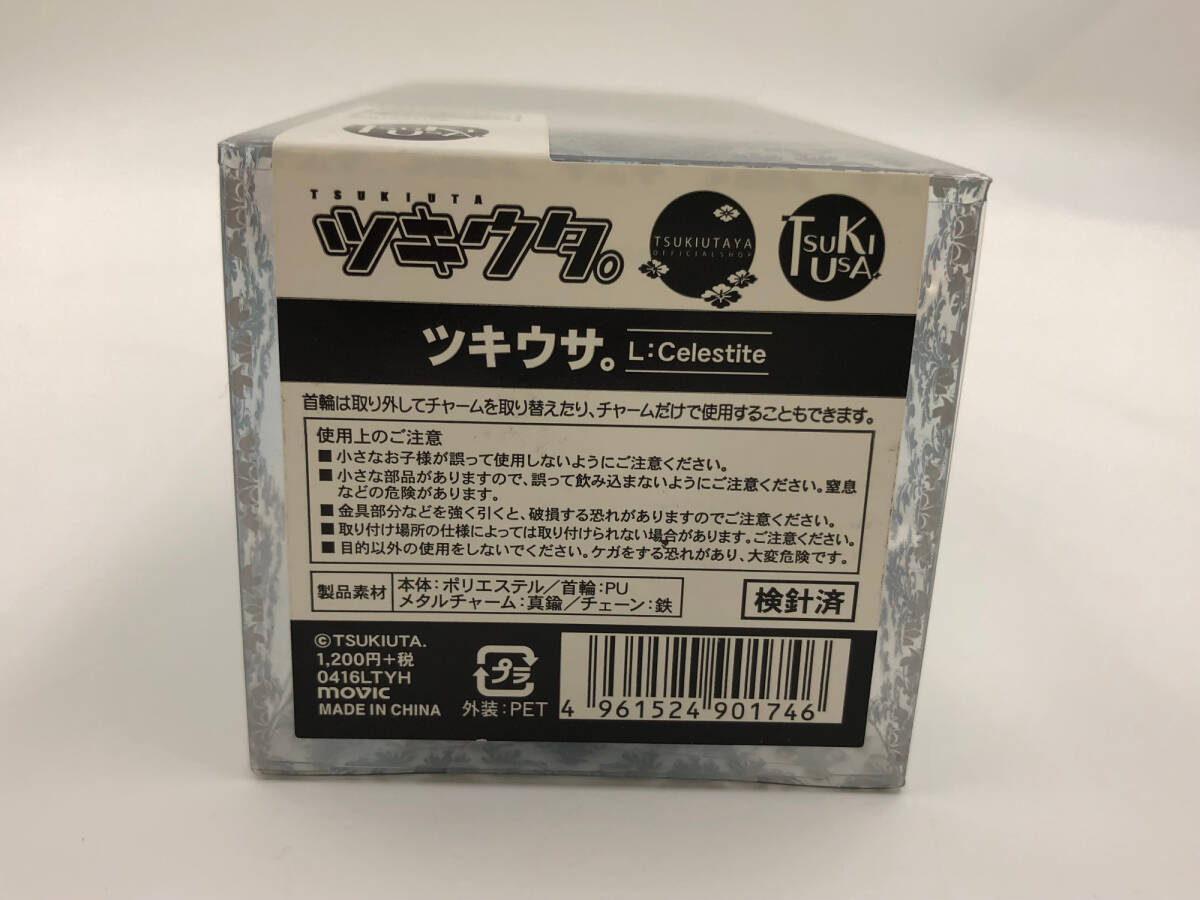 TSUKIUTA
ツキウタ。
TSUKIUTAYA
OFFICIALSHOP
TSUKI
USA.
ツキウサ。 L:Celestite
首輪は取り外してチャームを取り替えたり、チャームだけで使用することもできます。
使用上のご注意
■小さなお子様が誤って使用しないようにご注意ください。
■小さな部品がありますので、誤って飲み込まないようにご注意ください。窒息
などの危険があります。
■金具部分などを強く引くと、破損する恐れがありますのでご注意ください。
■取り付け場所の仕様によっては取り付けられない場合があります。ご注意ください。
■目的以外の使用をしないでください。ケガをする恐れがあり、大変危険です。
製品素材
本体:ポリエステル/首輪:PU
メタルチャーム:真鍮/チェーン:鉄
検針済
©TSUKIUTA.
1,200円+税
0416LTYH
movic
MADE IN CHINA
プラ
外装:PET
4 961524 901746